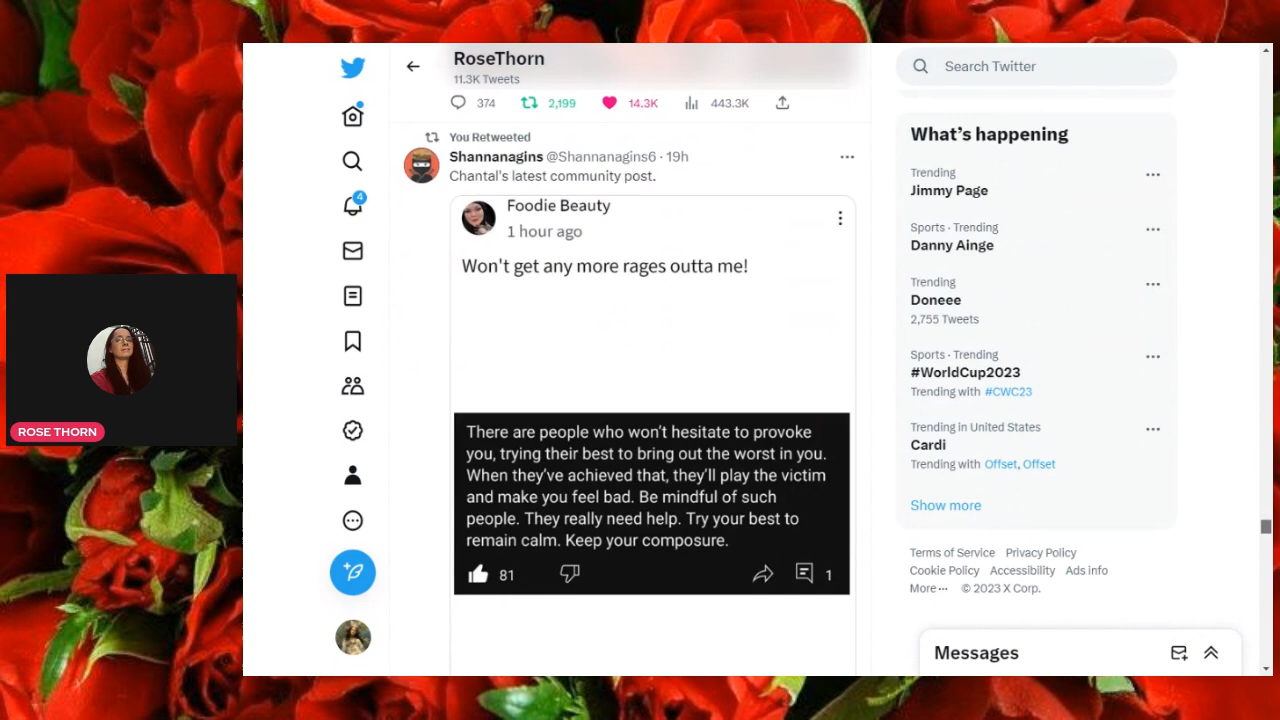 RoseThorn
11.3K Tweets
374 2,199 14.3K 443.3K
You Retweeted
Shannanagins @Shannanagins6 · 19h
Chantal's latest community post.
Foodie Beauty
1 hour ago
Won't get any more rages outta me!
There are people who won't hesitate to provoke
you, trying their best to bring out the worst in you.
When they've achieved that, they'll play the victim
and make you feel bad. Be mindful of such
people. They really need help. Try your best to
remain calm. Keep your composure.
81 1
4
ROSE THORN
Search Twitter
What's happening
Trending
Jimmy Page
Sports · Trending
Danny Ainge
Trending
Doneee
2,755 Tweets
Sports · Trending
#WorldCup2023
Trending with #CWC23
Trending in United States
Cardi
Trending with Offset, Offset
Show more
Terms of Service Privacy Policy
Cookie Policy Accessibility Ads info
More ··· © 2023 X Corp.
Messages